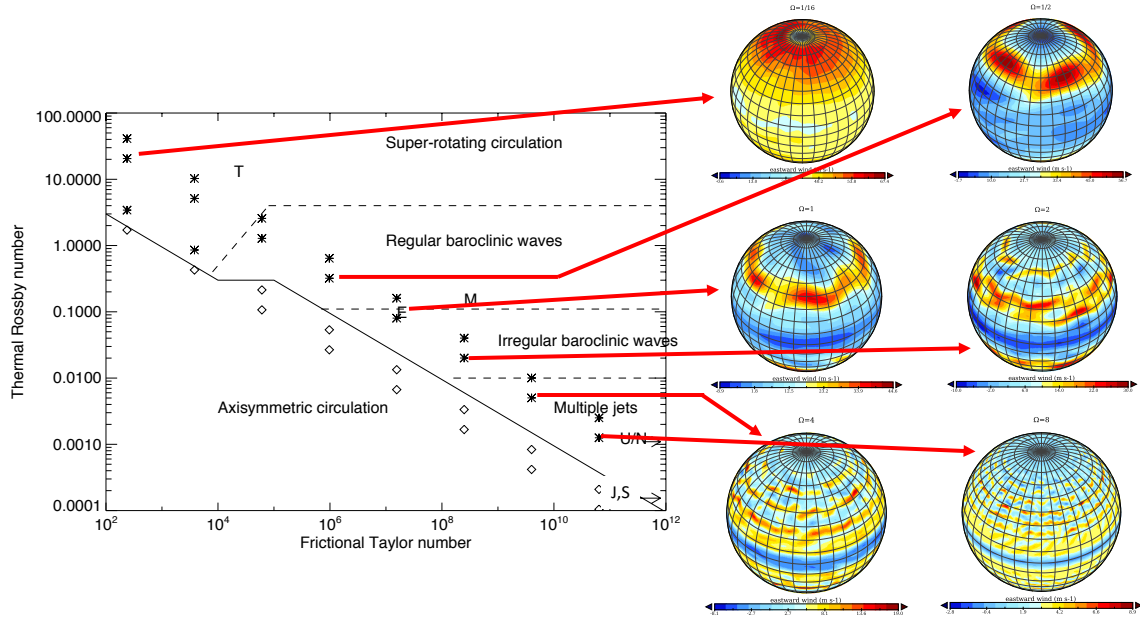 Ω=1/16
Ω=1/2
100.0000
10.0000
1.0000
0.1000
0.0100
0.0010
0.0001
Thermal Rossby number
Super-rotating circulation
T
Regular baroclinic waves
M
E
Irregular baroclinic waves
Axisymmetric circulation
Multiple jets
U/N
J,S
10²
10⁴
10⁶
10⁸
10¹⁰
10¹²
Frictional Taylor number
eastward wind (m s-1)
eastward wind (m s-1)
Ω=1
Ω=2
eastward wind (m s-1)
eastward wind (m s-1)
Ω=4
Ω=8
eastward wind (m s-1)
eastward wind (m s-1)